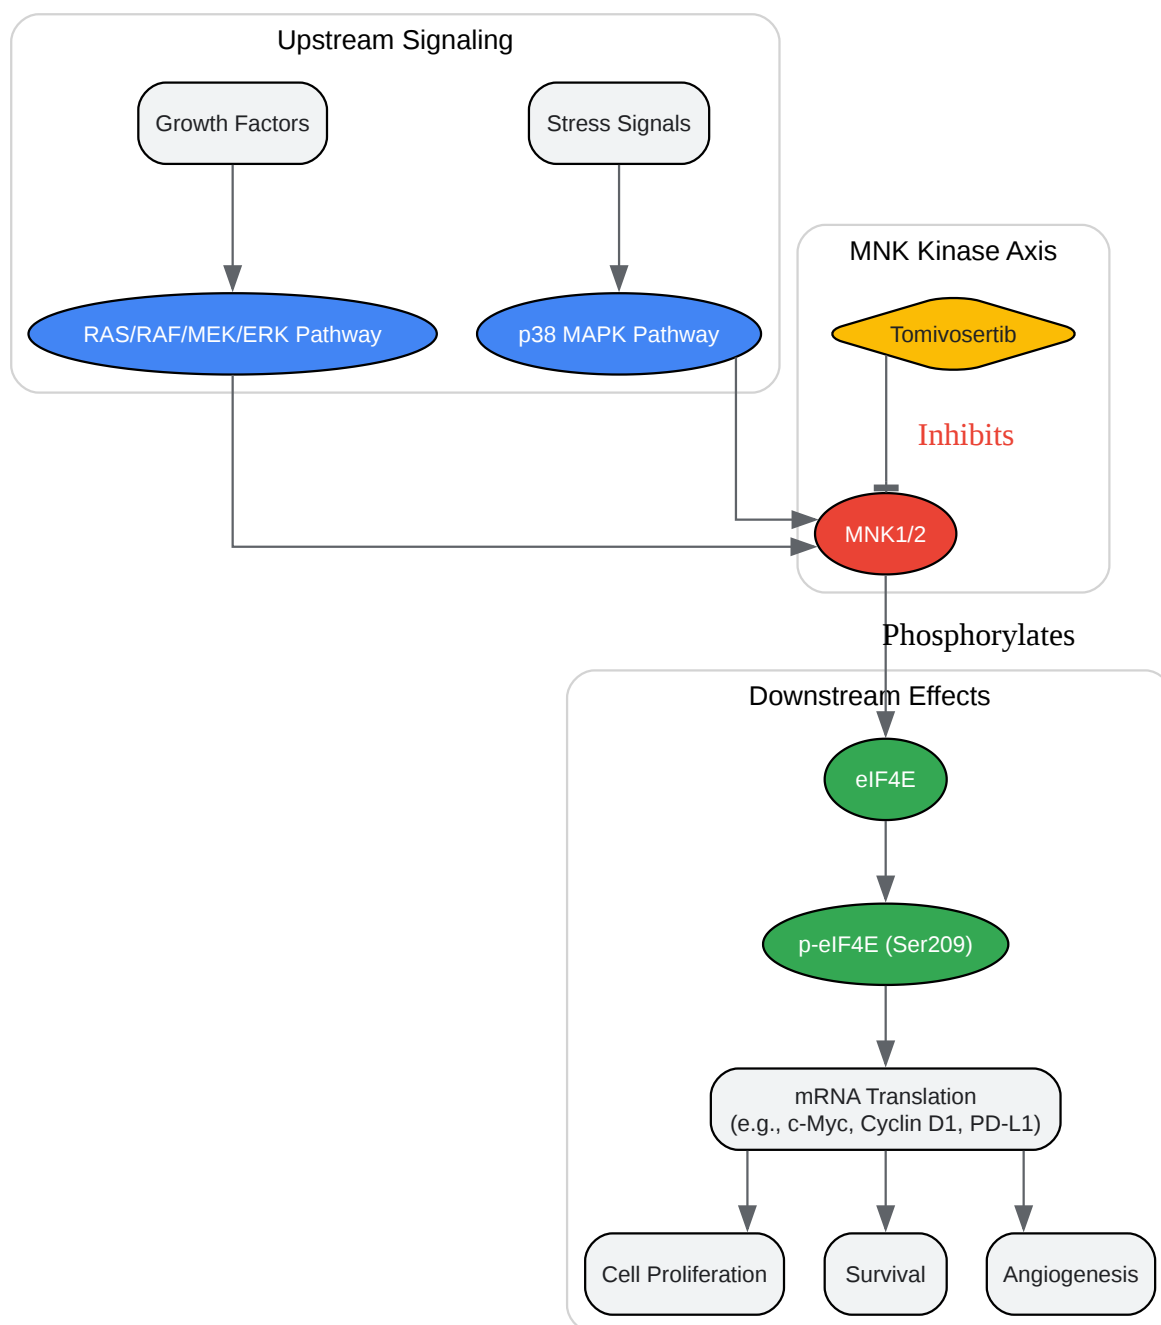 Upstream Signaling
Growth Factors
Stress Signals
MNK Kinase Axis
RAS/RAF/MEK/ERK Pathway
p38 MAPK Pathway
Tomivosertib
Inhibits
MNK1/2
Phosphorylates
Downstream Effects
eIF4E
p-eIF4E (Ser209)
mRNA Translation
(e.g., c-Myc, Cyclin D1, PD-L1)
Cell Proliferation
Survival
Angiogenesis